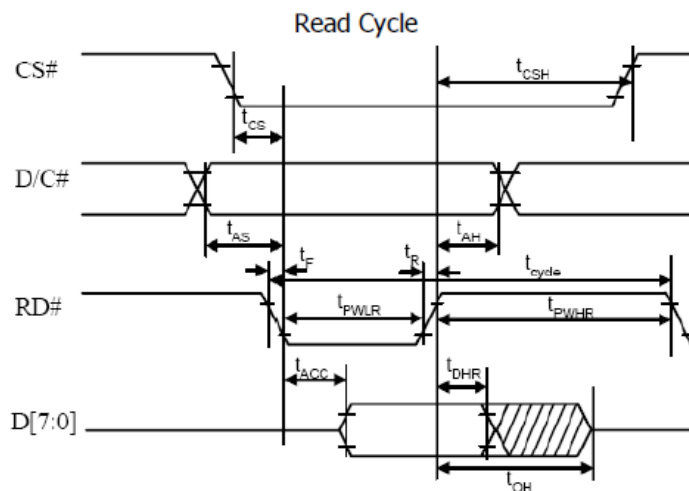 Read Cycle
CS#
tCSH
tCS
D/C#
tAS
tAH
tF
tR
tcycle
RD#
tPWLR
tPWHR
tACC
tDHR
D[7:0]
tOH